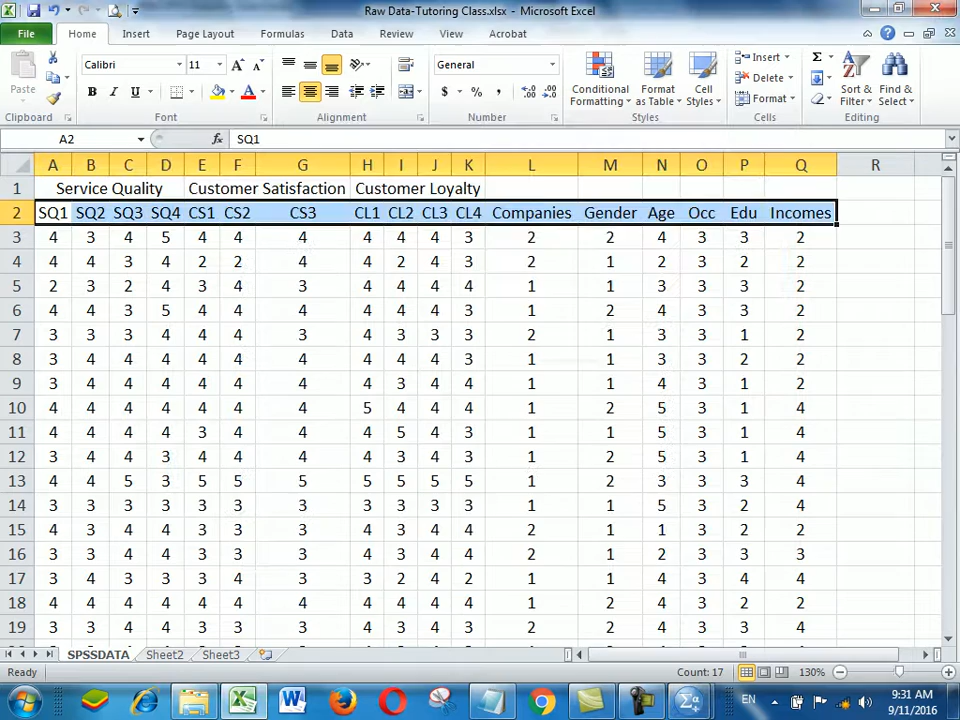 Raw Data-Tutoring Class.xlsx - Microsoft Excel
File Home Insert Page Layout Formulas Data Review View Acrobat
Paste
Calibri 11
B I U
General
$ % ,
Conditional Formatting
Format as Table
Cell Styles
Insert
Delete
Format
Sort & Filter
Find & Select
Clipboard Font Alignment Number Styles Cells Editing
A2 fx SQ1
A B C D E F G H I J K L M N O P Q R
1 Service Quality Customer Satisfaction Customer Loyalty
2 SQ1 SQ2 SQ3 SQ4 CS1 CS2 CS3 CL1 CL2 CL3 CL4 Companies Gender Age Occ Edu Incomes
3 4 3 4 5 4 4 4 4 4 4 3 2 2 4 3 3 2
4 4 4 3 4 2 2 4 4 2 4 3 2 1 2 3 2 2
5 2 3 2 4 3 4 3 4 4 4 4 1 1 3 3 3 2
6 4 4 3 5 4 4 4 4 4 4 3 1 2 4 3 3 2
7 3 3 3 4 4 4 3 4 3 3 3 2 1 3 3 1 2
8 3 4 4 4 4 4 4 4 4 4 3 1 1 3 3 2 2
9 3 4 4 4 4 4 4 4 3 4 4 1 1 4 3 1 2
10 4 4 4 4 4 4 4 5 4 4 4 1 2 5 3 1 4
11 4 4 4 4 3 4 4 4 5 4 3 1 1 5 3 1 4
12 3 4 4 3 4 4 4 4 3 4 3 1 2 5 3 1 4
13 4 4 5 3 5 5 5 5 5 5 5 1 2 3 3 3 4
14 3 3 3 3 3 3 3 3 3 3 3 1 1 5 3 2 4
15 4 3 4 4 3 3 3 4 3 4 4 2 1 1 3 2 2
16 3 3 4 4 3 3 3 4 3 4 4 2 1 2 3 3 3
17 3 4 3 3 3 4 3 3 2 4 2 1 1 4 3 4 4
18 4 4 4 4 4 4 4 4 4 4 4 1 2 4 3 2 2
19 3 3 4 4 3 3 3 4 3 4 3 2 2 4 3 3 3
SPSSDATA Sheet2 Sheet3
Ready Count: 17 130%
EN 9:31 AM
9/11/2016